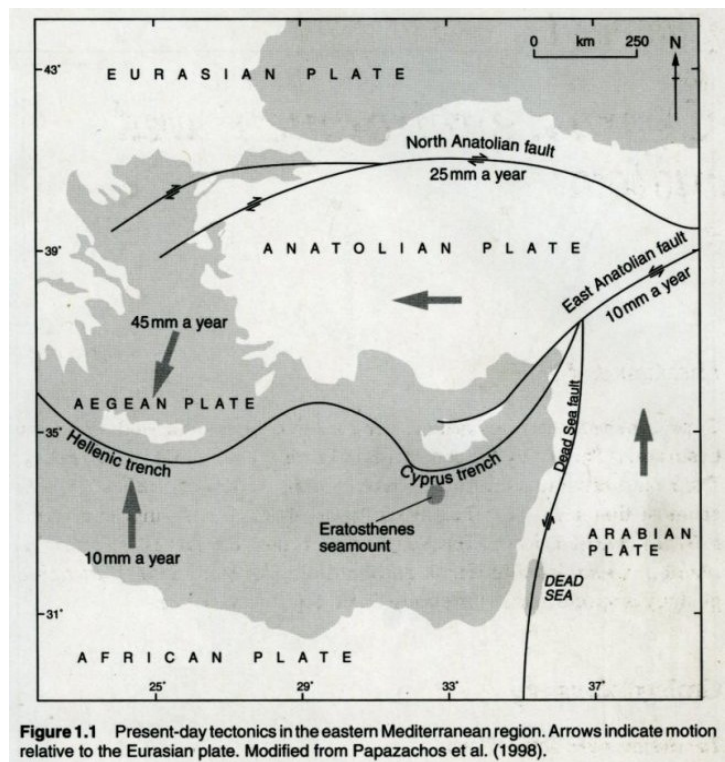 0 km 250
N
43°
EURASIAN PLATE
North Anatolian fault
25 mm a year
39°
ANATOLIAN PLATE
East Anatolian fault
10 mm a year
45 mm a year
AEGEAN PLATE
35°
Hellenic trench
Cyprus trench
Dead Sea fault
Eratosthenes
seamount
10 mm a year
ARABIAN
PLATE
DEAD
SEA
31°
AFRICAN PLATE
25° 29° 33° 37°
Figure 1.1 Present-day tectonics in the eastern Mediterranean region. Arrows indicate motion
relative to the Eurasian plate. Modified from Papazachos et al. (1998).